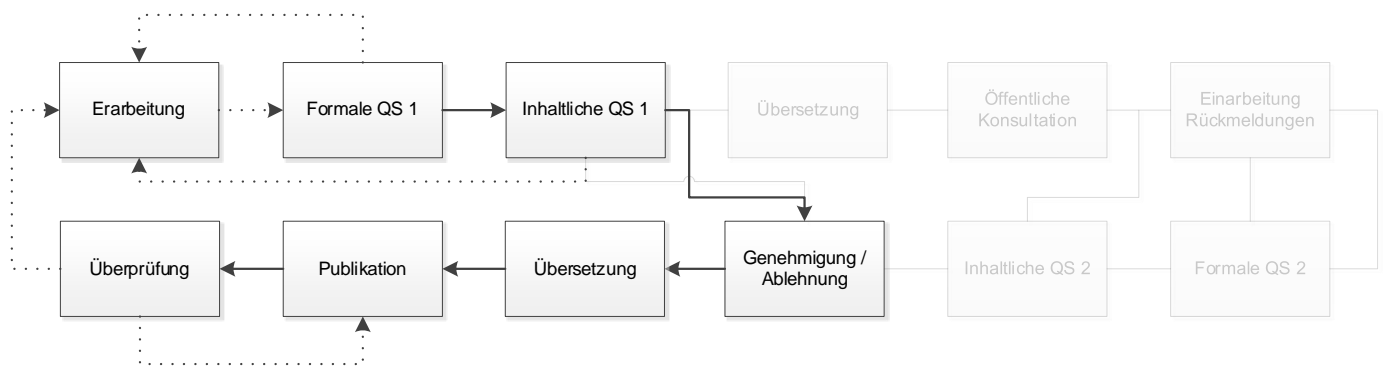 Erarbeitung
Formale QS 1
Inhaltliche QS 1
Übersetzung
Öffentliche
Konsultation
Einarbeitung
Rückmeldungen
Überprüfung
Publikation
Übersetzung
Genehmigung /
Ablehnung
Inhaltliche QS 2
Formale QS 2